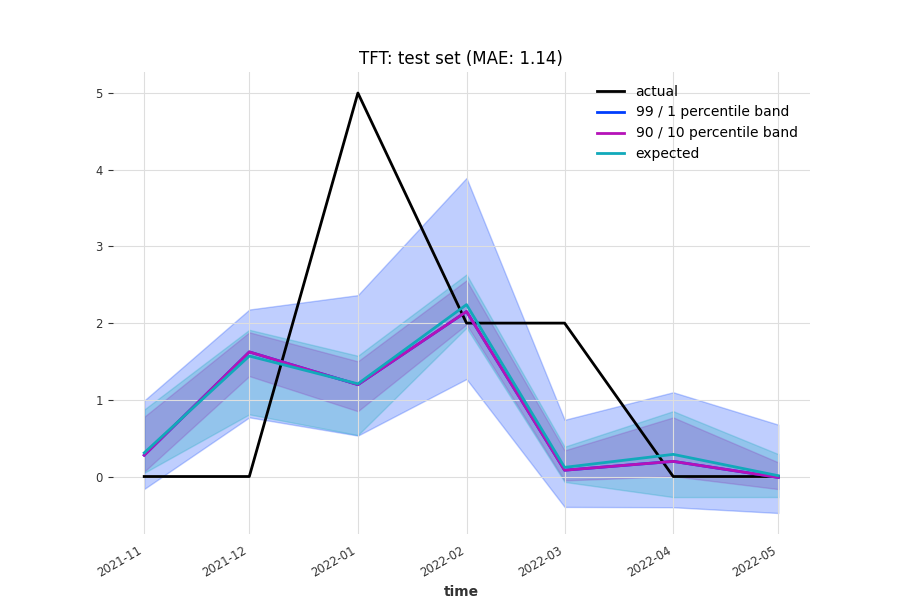 TFT: test set (MAE: 1.14)
actual
99 / 1 percentile band
90 / 10 percentile band
expected
5
4
3
2
1
0
2021-11
2021-12
2022-01
2022-02
2022-03
2022-04
2022-05
time